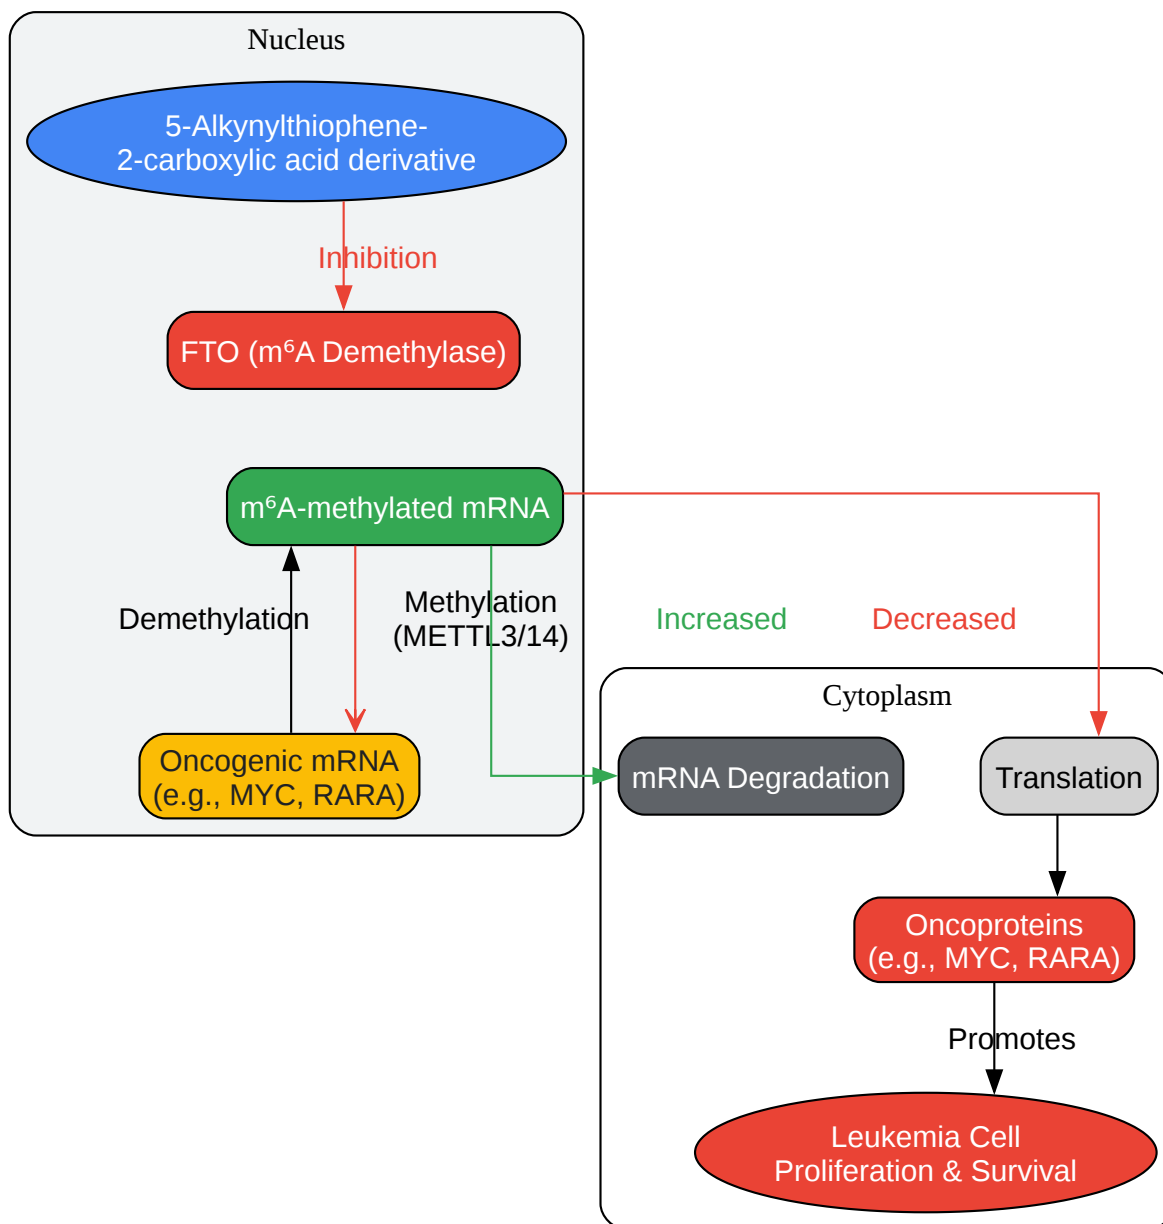 Nucleus
5-Alkynylthiophene-
2-carboxylic acid derivative
Inhibition
FTO (m⁶A Demethylase)
m⁶A-methylated mRNA
Demethylation
Methylation
(METTL3/14)
Increased
Decreased
Oncogenic mRNA
(e.g., MYC, RARA)
Cytoplasm
mRNA Degradation
Translation
Oncoproteins
(e.g., MYC, RARA)
Promotes
Leukemia Cell
Proliferation & Survival